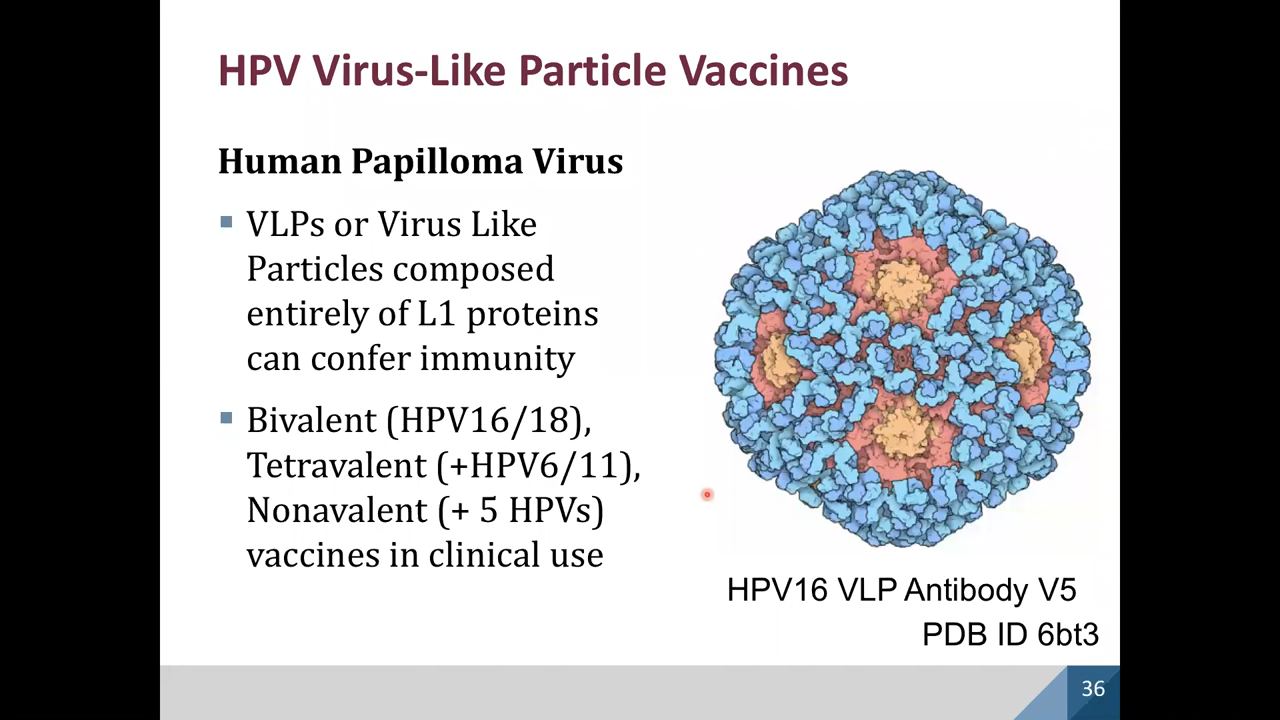 HPV Virus-Like Particle Vaccines
Human Papilloma Virus
VLPs or Virus Like
Particles composed
entirely of L1 proteins
can confer immunity
Bivalent (HPV16/18),
Tetravalent (+HPV6/11),
Nonavalent (+ 5 HPVs)
vaccines in clinical use
HPV16 VLP Antibody V5
PDB ID 6bt3
36